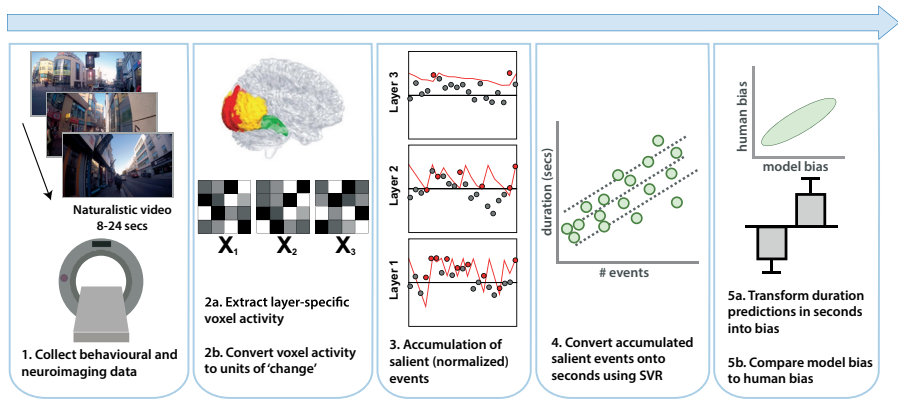 Naturalistic video
8-24 secs
1. Collect behavioural and
neuroimaging data
X1
X2
X3
2a. Extract layer-specific
voxel activity
2b. Convert voxel activity
to units of ‘change’
Layer 3
Layer 2
Layer 1
3. Accumulation of
salient (normalized)
events
duration (secs)
# events
4. Convert accumulated
salient events onto
seconds using SVR
human bias
model bias
5a. Transform duration
predictions in seconds
into bias
5b. Compare model bias
to human bias